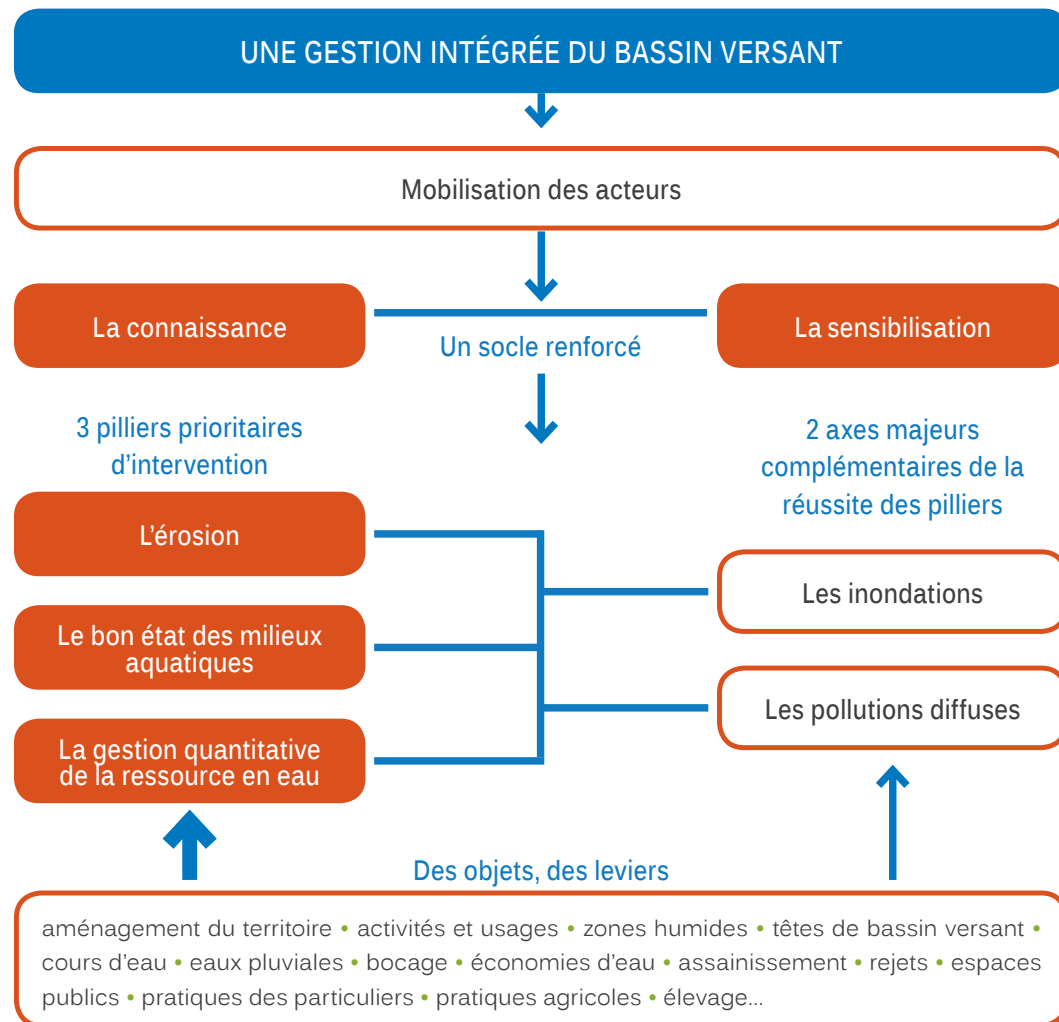 UNE GESTION INTÉGRÉE DU BASSIN VERSANT
Mobilisation des acteurs
La connaissance
Un socle renforcé
La sensibilisation
3 pilliers prioritaires
d'intervention
2 axes majeurs
complémentaires de la
réussite des pilliers
L'érosion
Le bon état des milieux
aquatiques
La gestion quantitative
de la ressource en eau
Les inondations
Les pollutions diffuses
Des objets, des leviers
aménagement du territoire • activités et usages • zones humides • têtes de bassin versant •
cours d'eau • eaux pluviales • bocage • économies d'eau • assainissement • rejets • espaces
publics • pratiques des particuliers • pratiques agricoles • élevage...